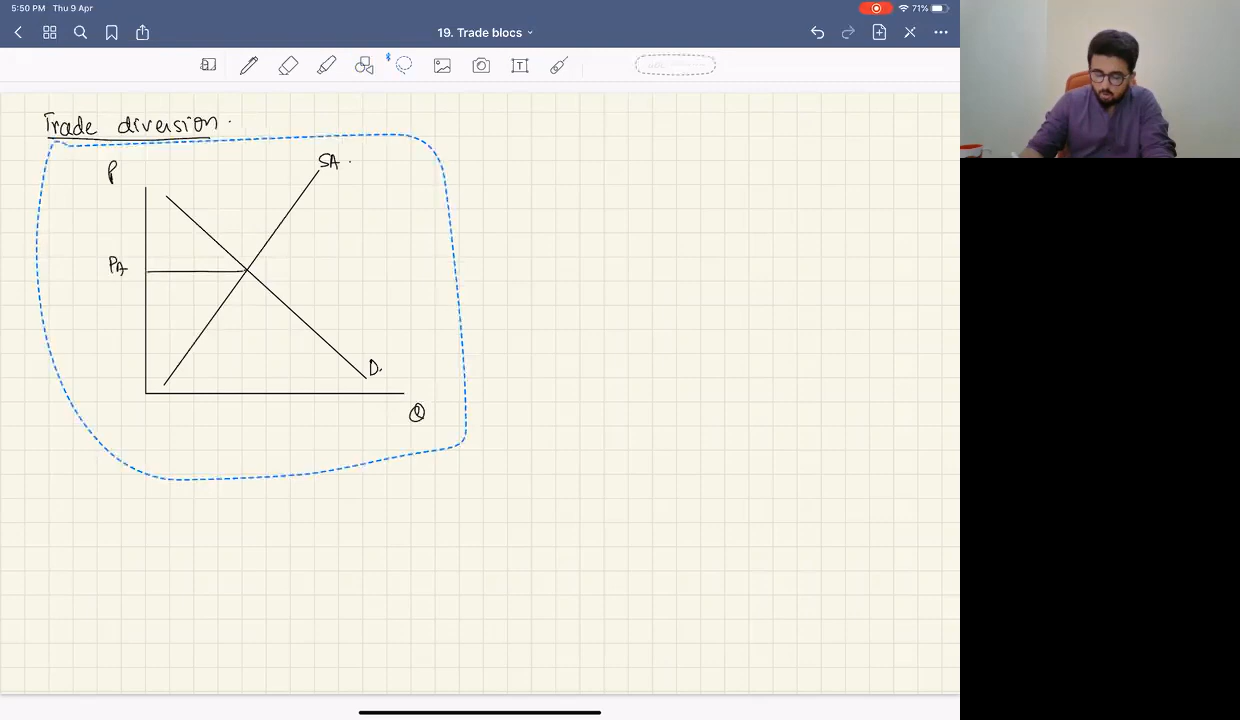 5:50 PM Thu 9 Apr
71%
19. Trade blocs
T
Trade diversion.
P
SA.
PA
D.
Q